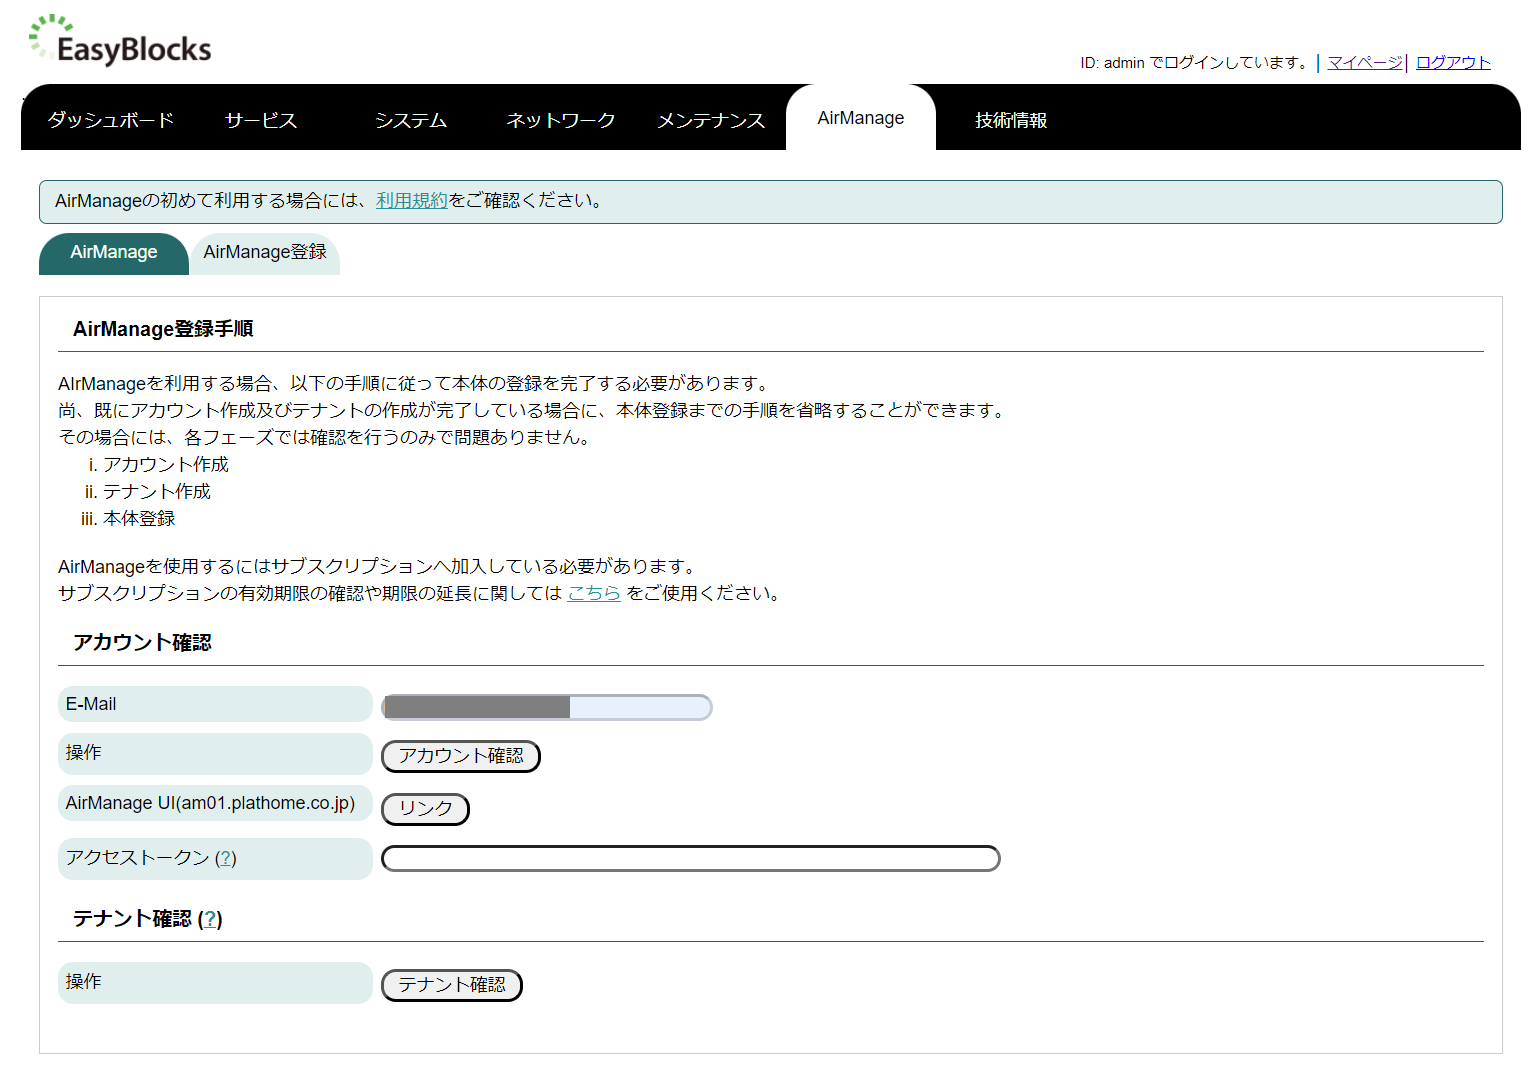 EasyBlocks
ID: admin でログインしています。 | マイページ| ログアウト
ダッシュボード サービス システム ネットワーク メンテナンス AirManage 技術情報
AirManageの初めて利用する場合には、利用規約をご確認ください。
AirManage AirManage登録
AirManage登録手順
AIrManageを利用する場合、以下の手順に従って本体の登録を完了する必要があります。
尚、既にアカウント作成及びテナントの作成が完了している場合に、本体登録までの手順を省略することができます。
その場合には、各フェーズでは確認を行うのみで問題ありません。
i. アカウント作成
ii. テナント作成
iii. 本体登録
AirManageを使用するにはサブスクリプションへ加入している必要があります。
サブスクリプションの有効期限の確認や期限の延長に関しては こちら をご使用ください。
アカウント確認
E-Mail
操作 アカウント確認
AirManage UI(am01.plathome.co.jp) リンク
アクセストークン (?)
テナント確認 (?)
操作 テナント確認